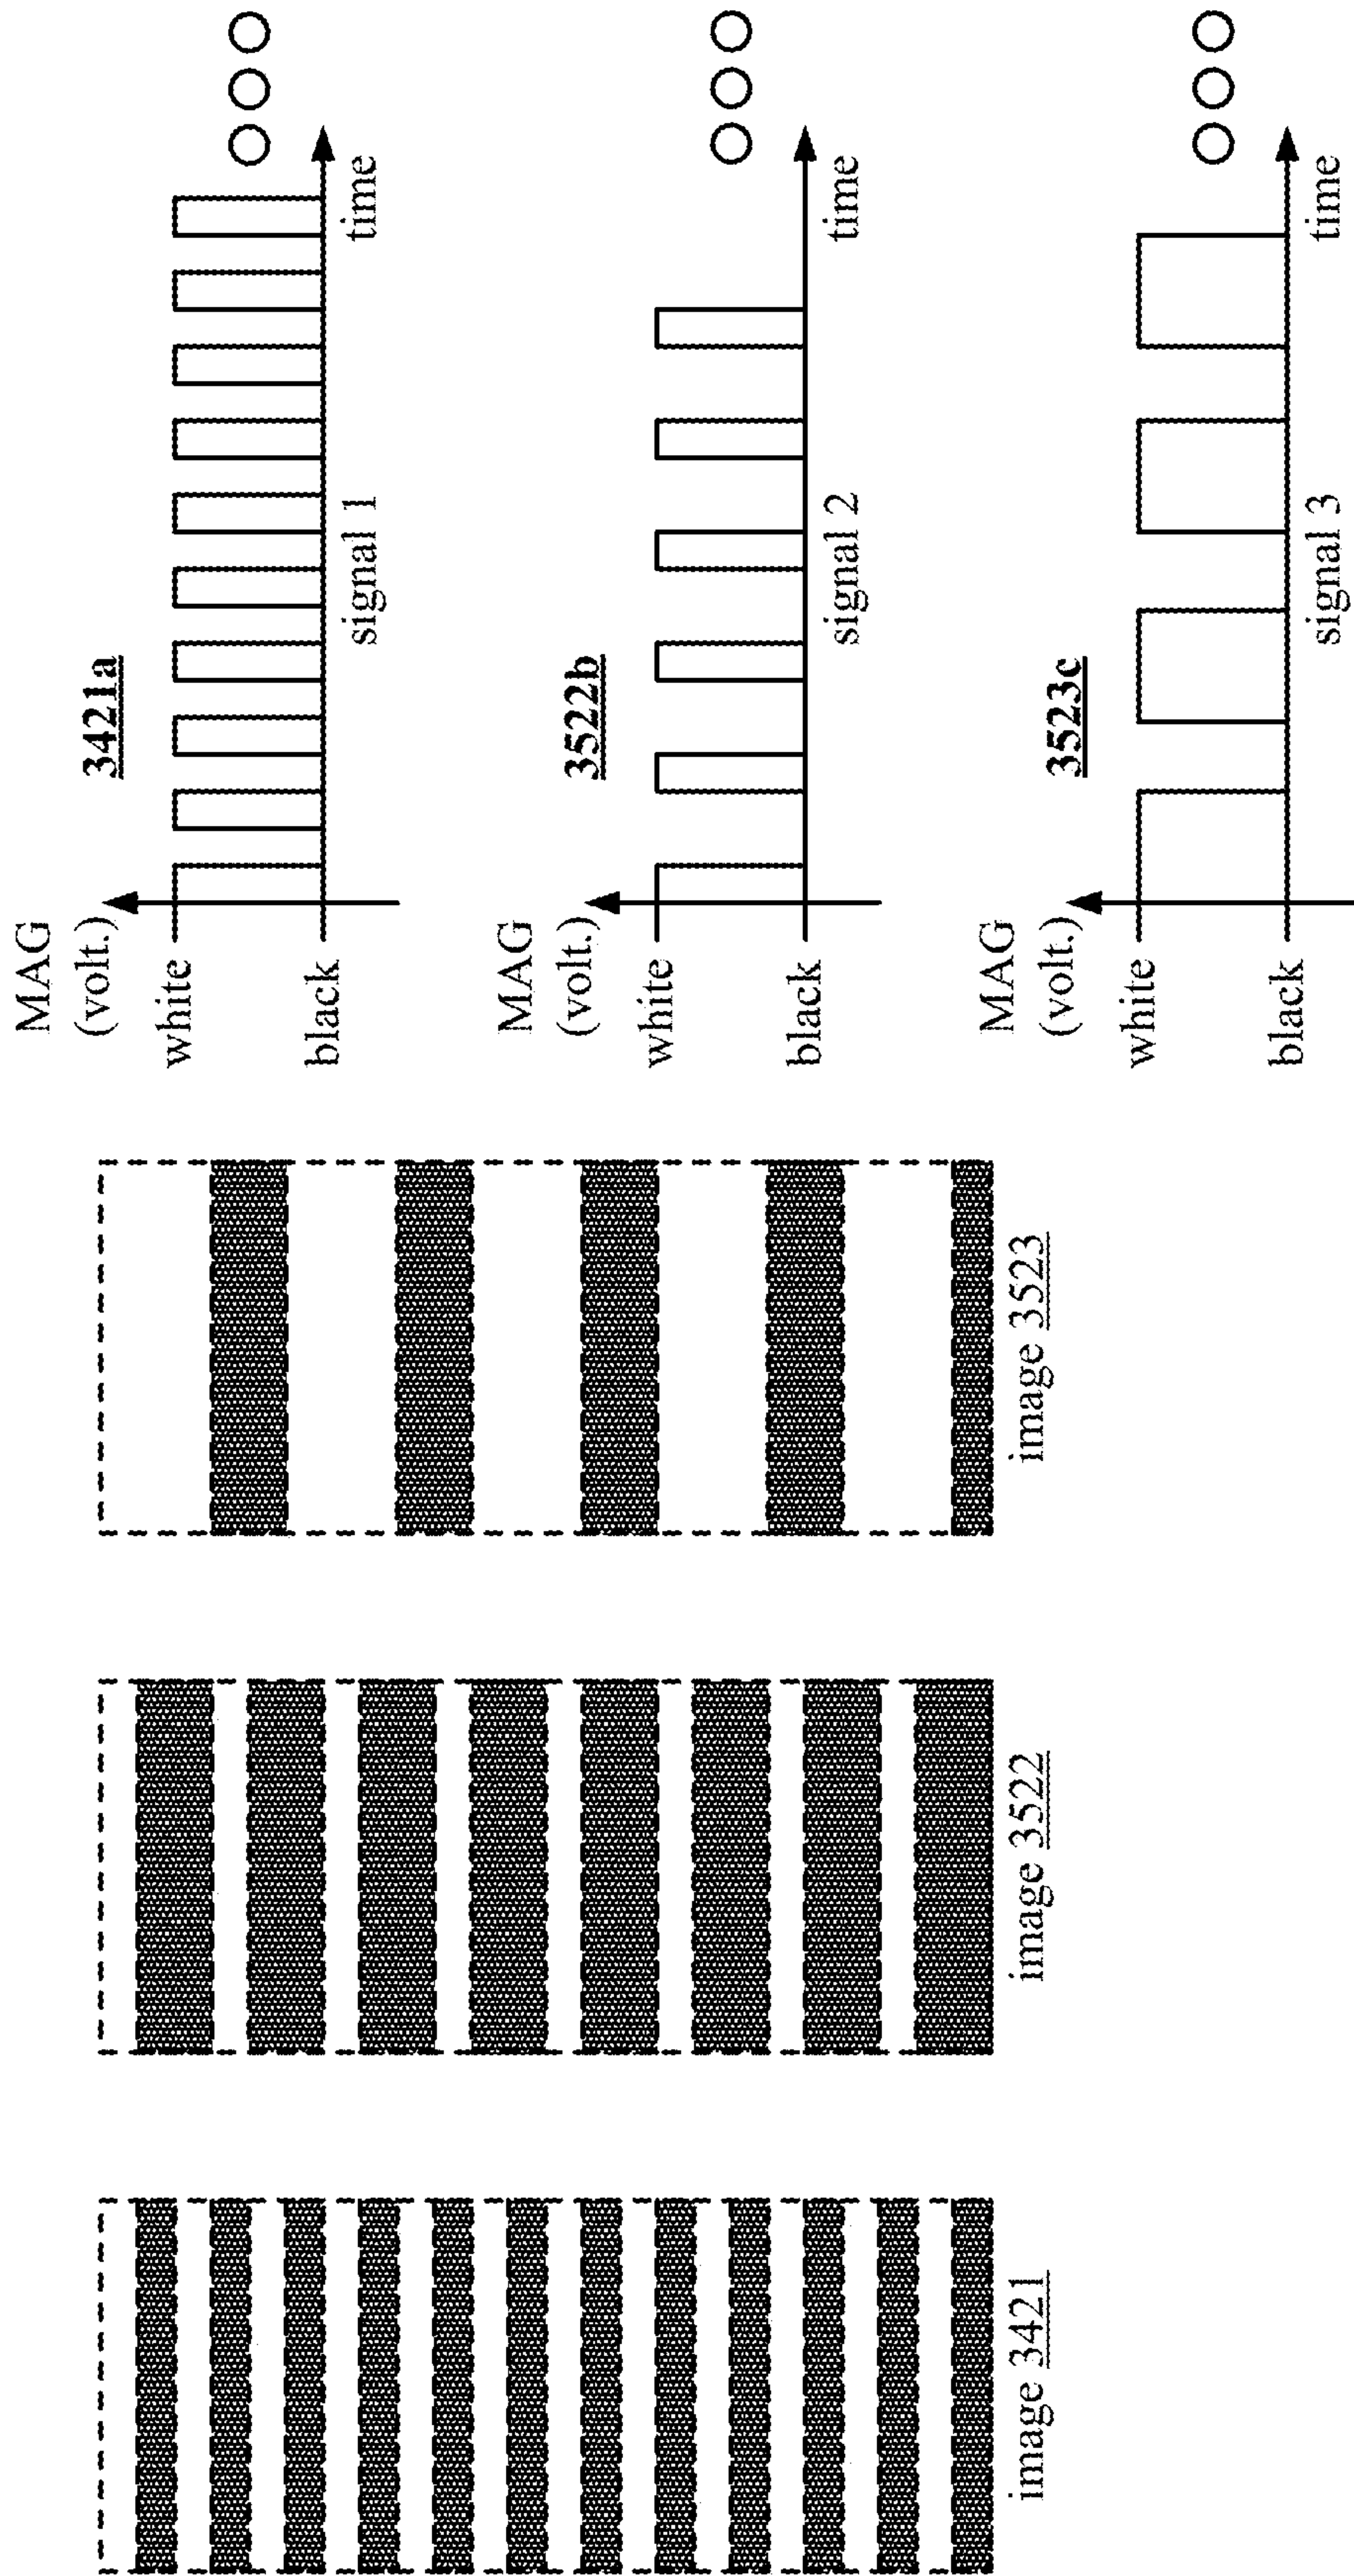 image 3421
image 3522
image 3523
MAG
(volt.)
white
black
3421a
signal 1
time
MAG
(volt.)
white
black
3522b
signal 2
time
MAG
(volt.)
white
black
3523c
signal 3
time